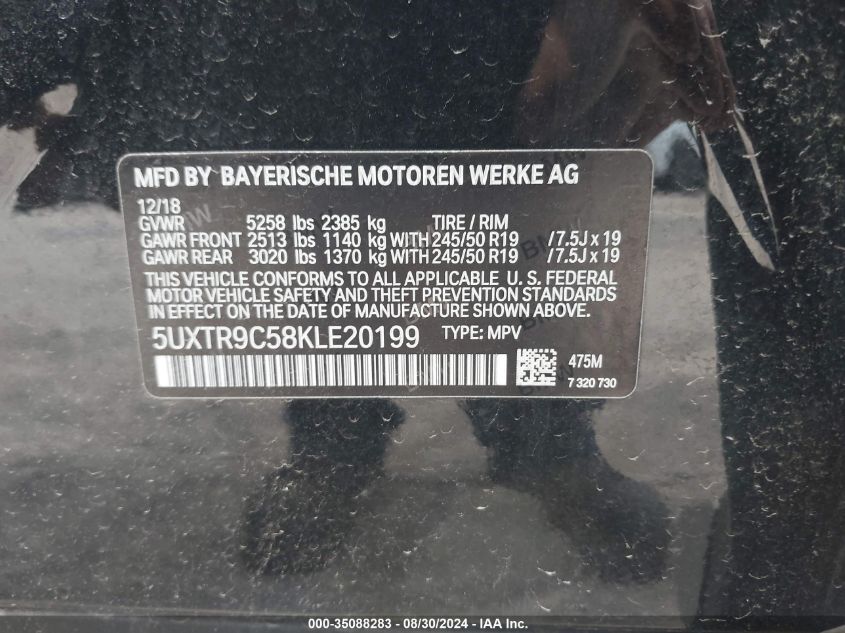 MFD BY BAYERISCHE MOTOREN WERKE AG
12/18
GVWR 5258 lbs 2385 kg TIRE / RIM
GAWR FRONT 2513 lbs 1140 kg WITH 245/50 R19 /7.5J x 19
GAWR REAR 3020 lbs 1370 kg WITH 245/50 R19 /7.5J x 19
THIS VEHICLE CONFORMS TO ALL APPLICABLE U. S. FEDERAL
MOTOR VEHICLE SAFETY AND THEFT PREVENTION STANDARDS
IN EFFECT ON THE DATE OF MANUFACTURE SHOWN ABOVE.
5UXTR9C58KLE20199 TYPE: MPV
475M
7 320 730
000-35088283 - 08/30/2024 - IAA Inc.